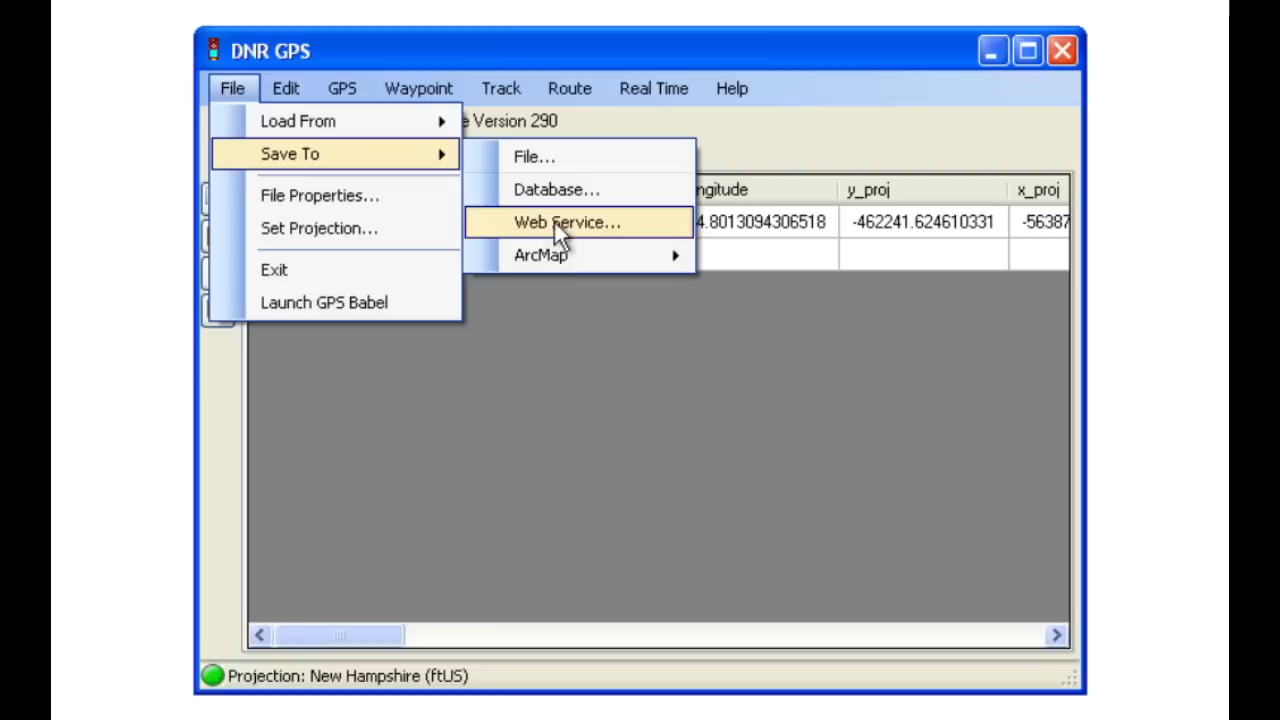 DNR GPS
File Edit GPS Waypoint Track Route Real Time Help
Load From
e Version 290
Save To
File...
Database...
Web Service...
ArcMap
File Properties...
Set Projection...
Exit
Launch GPS Babel
ngitude y_proj x_proj
4.8013094306518 -462241.624610331 -56387
Projection: New Hampshire (ftUS)